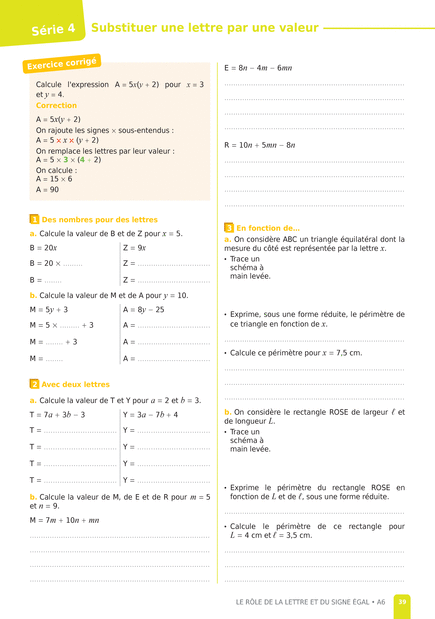 Série 4
Substituer une lettre par une valeur
Exercice corrigé
Calcule l'expression A = 5x(y + 2) pour x = 3
et y = 4.
Correction
A = 5x(y + 2)
On rajoute les signes × sous-entendus :
A = 5 × x × (y + 2)
On remplace les lettres par leur valeur :
A = 5 × 3 × (4 + 2)
On calcule :
A = 15 × 6
A = 90
1 Des nombres pour des lettres
a. Calcule la valeur de B et de Z pour x = 5.
B = 20x
Z = 9x
B = 20 × .........
Z = ..............................
B = ........
Z = ..............................
b. Calcule la valeur de M et de A pour y = 10.
M = 5y + 3
A = 8y − 25
M = 5 × ......... + 3
A = ..............................
M = ........ + 3
A = ..............................
M = ........
A = ..............................
2 Avec deux lettres
a. Calcule la valeur de T et Y pour a = 2 et b = 3.
T = 7a + 3b − 3
Y = 3a − 7b + 4
T = ..............................
Y = ..............................
T = ..............................
Y = ..............................
T = ..............................
Y = ..............................
T = ..............................
Y = ..............................
b. Calcule la valeur de M, de E et de R pour m = 5
et n = 9.
M = 7m + 10n + mn
E = 8n − 4m − 6mn
R = 10n + 5mn − 8n
3 En fonction de...
a. On considère ABC un triangle équilatéral dont la
mesure du côté est représentée par la lettre x.
• Trace un
schéma à
main levée.
• Exprime, sous une forme réduite, le périmètre de
ce triangle en fonction de x.
• Calcule ce périmètre pour x = 7,5 cm.
b. On considère le rectangle ROSE de largeur ℓ et
de longueur L.
• Trace un
schéma à
main levée.
• Exprime le périmètre du rectangle ROSE en
fonction de L et de ℓ, sous une forme réduite.
• Calcule le périmètre de ce rectangle pour
L = 4 cm et ℓ = 3,5 cm.
LE RÔLE DE LA LETTRE ET DU SIGNE ÉGAL • A6
39